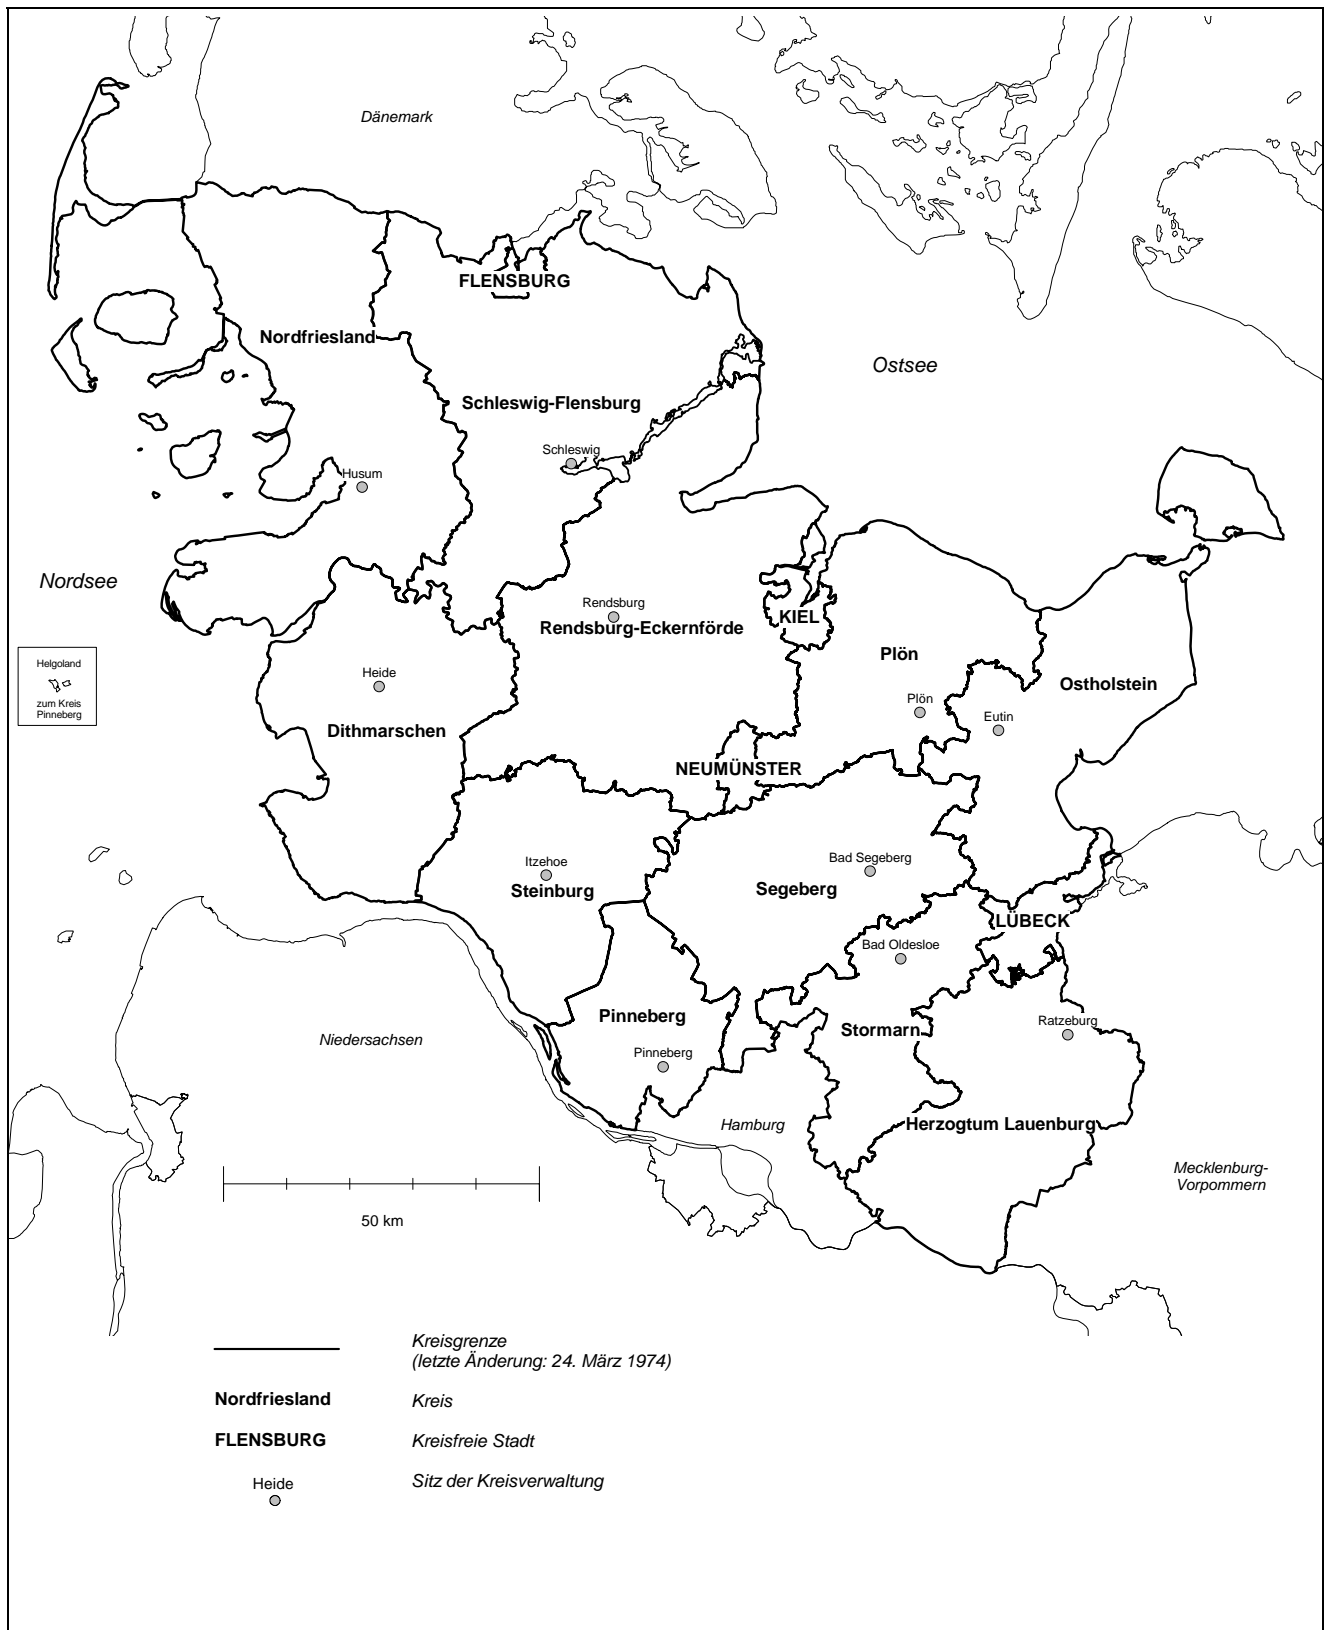 Dänemark
FLENSBURG
Nordfriesland
Ostsee
Schleswig-Flensburg
Schleswig
Husum
Nordsee
Rendsburg
Rendsburg-Eckernförde
KIEL
Plön
Helgoland
zum Kreis
Pinneberg
Heide
Ostholstein
Plön
Eutin
Dithmarschen
NEUMÜNSTER
Itzehoe
Steinburg
Bad Segeberg
Segeberg
LÜBECK
Bad Oldesloe
Pinneberg
Stormarn
Ratzeburg
Niedersachsen
Pinneberg
Hamburg
Herzogtum Lauenburg
Mecklenburg-
Vorpommern
50 km
Kreisgrenze
(letzte Änderung: 24. März 1974)
Nordfriesland Kreis
FLENSBURG Kreisfreie Stadt
Heide Sitz der Kreisverwaltung